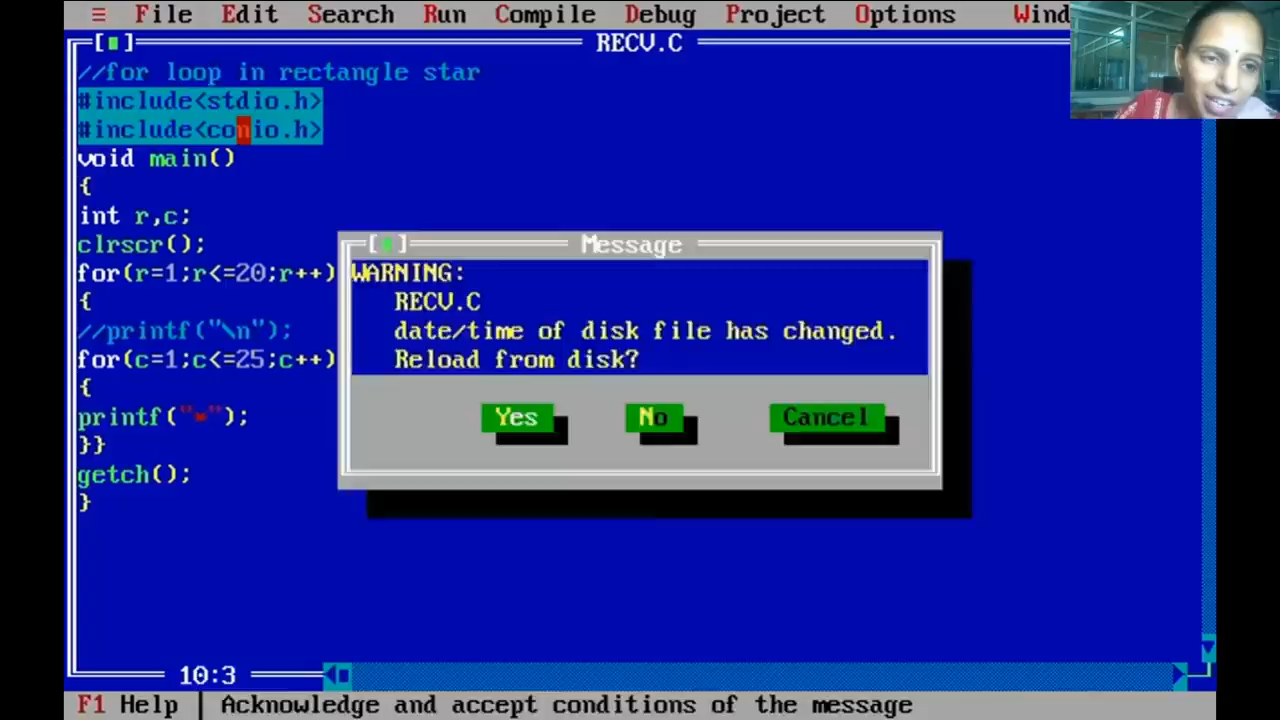 ≡ File Edit Search Run Compile Debug Project Options Wind
[■] RECV.C
//for loop in rectangle star
#include<stdio.h>
#include<conio.h>
void main()
{
int r,c;
clrscr();
for(r=1;r<=20;r++)
{
//printf("\n");
for(c=1;c<=25;c++)
{
printf("*");
}}
getch();
}
[■] Message
WARNING:
RECV.C
date/time of disk file has changed.
Reload from disk?
Yes No Cancel
10:3
F1 Help | Acknowledge and accept conditions of the message